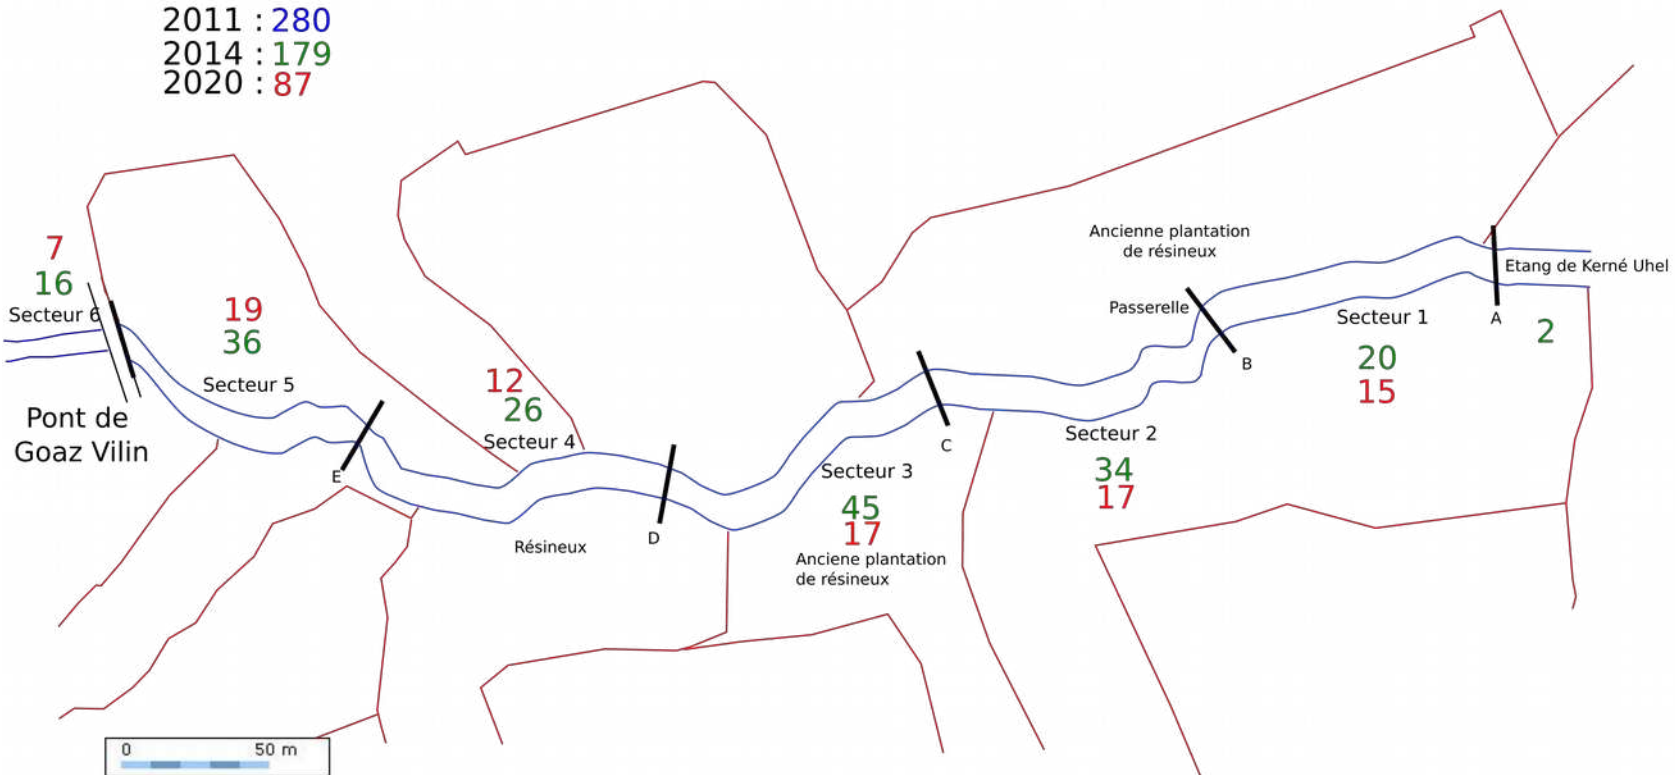 2011 : 280
2014 : 179
2020 : 87
Ancienne plantation
de résineux
7
16
Secteur 6
19
36
Secteur 5
Pont de
Goaz Vilin
E
12
26
Secteur 4
Résineux
D
Secteur 3
45
17
Anciene plantation
de résineux
C
Secteur 2
34
17
Passerelle
B
Secteur 1
20
15
Etang de Kerné Uhel
A
2
0 50 m